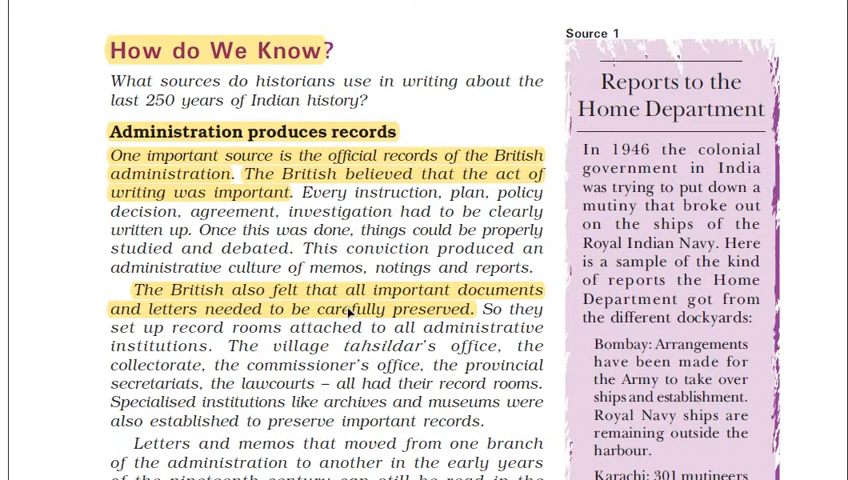 How do We Know?
What sources do historians use in writing about the
last 250 years of Indian history?
Administration produces records
One important source is the official records of the British
administration. The British believed that the act of
writing was important. Every instruction, plan, policy
decision, agreement, investigation had to be clearly
written up. Once this was done, things could be properly
studied and debated. This conviction produced an
administrative culture of memos, notings and reports.
The British also felt that all important documents
and letters needed to be carefully preserved. So they
set up record rooms attached to all administrative
institutions. The village tahsildar's office, the
collectorate, the commissioner's office, the provincial
secretariats, the lawcourts – all had their record rooms.
Specialised institutions like archives and museums were
also established to preserve important records.
Letters and memos that moved from one branch
of the administration to another in the early years
of the nineteenth century can still be read in the
Source 1
Reports to the
Home Department
In 1946 the colonial
government in India
was trying to put down a
mutiny that broke out
on the ships of the
Royal Indian Navy. Here
is a sample of the kind
of reports the Home
Department got from
the different dockyards:
Bombay: Arrangements
have been made for
the Army to take over
ships and establishment.
Royal Navy ships are
remaining outside the
harbour.
Karachi: 301 mutineers